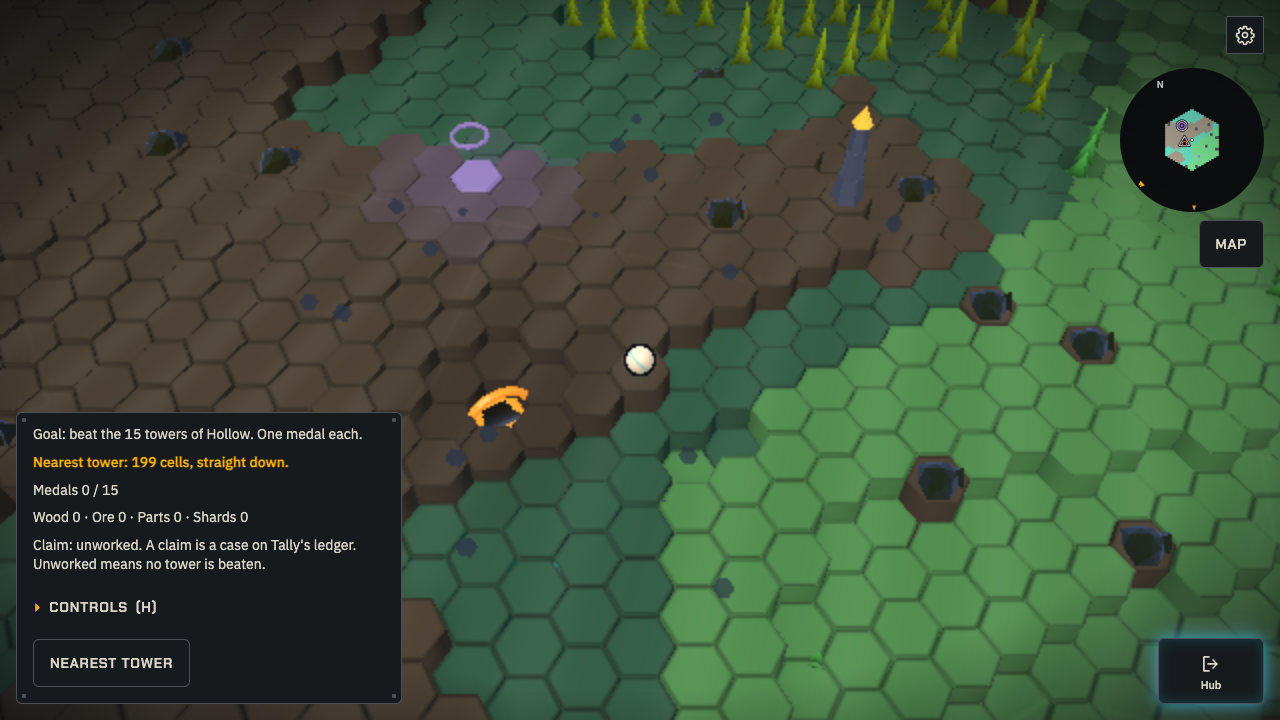 N
MAP
Goal: beat the 15 towers of Hollow. One medal each.
Nearest tower: 199 cells, straight down.
Medals 0 / 15
Wood 0 · Ore 0 · Parts 0 · Shards 0
Claim: unworked. A claim is a case on Tally's ledger.
Unworked means no tower is beaten.
CONTROLS (H)
NEAREST TOWER
Hub